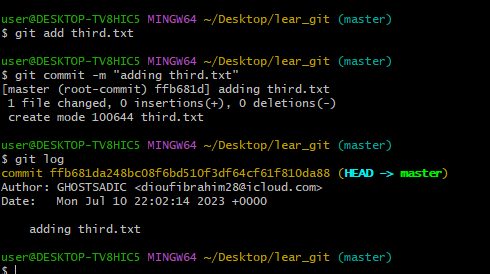 user@DESKTOP-TV8HIC5 MINGW64 ~/Desktop/lear_git (master)
$ git add third.txt
user@DESKTOP-TV8HIC5 MINGW64 ~/Desktop/lear_git (master)
$ git commit -m "adding third.txt"
[master (root-commit) ffb681d] adding third.txt
 1 file changed, 0 insertions(+), 0 deletions(-)
 create mode 100644 third.txt
user@DESKTOP-TV8HIC5 MINGW64 ~/Desktop/lear_git (master)
$ git log
commit ffb681da248bc08f6bd510f3df64cf61f810da88 (HEAD -> master)
Author: GHOSTSADIC <dioufibrahim28@icloud.com>
Date:   Mon Jul 10 22:02:14 2023 +0000
    adding third.txt
user@DESKTOP-TV8HIC5 MINGW64 ~/Desktop/lear_git (master)
$